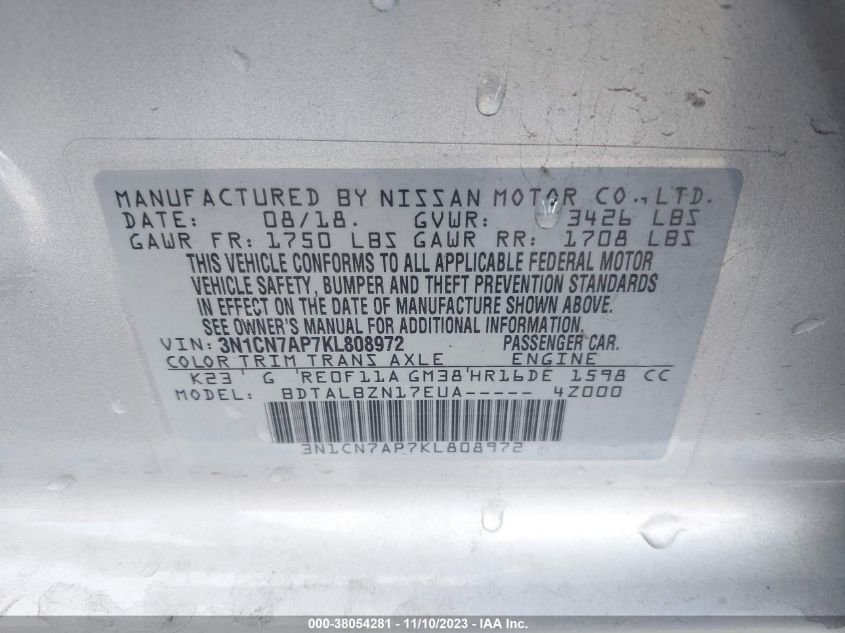 MANUFACTURED BY NISSAN MOTOR CO., LTD.
DATE: 08/18. GVWR: 3426 LBS
GAWR FR: 1750 LBS GAWR RR: 1708 LBS
THIS VEHICLE CONFORMS TO ALL APPLICABLE FEDERAL MOTOR
VEHICLE SAFETY, BUMPER AND THEFT PREVENTION STANDARDS
IN EFFECT ON THE DATE OF MANUFACTURE SHOWN ABOVE.
SEE OWNER'S MANUAL FOR ADDITIONAL INFORMATION.
VIN: 3N1CN7AP7KL808972 PASSENGER CAR.
COLOR TRIM TRANS AXLE ENGINE
K23 G RE0F11A GM38 HR16DE 1598 CC
MODEL: BDTALBZN17EUA----- 4Z000
3N1CN7AP7KL808972
000-38054281 - 11/10/2023 - IAA Inc.